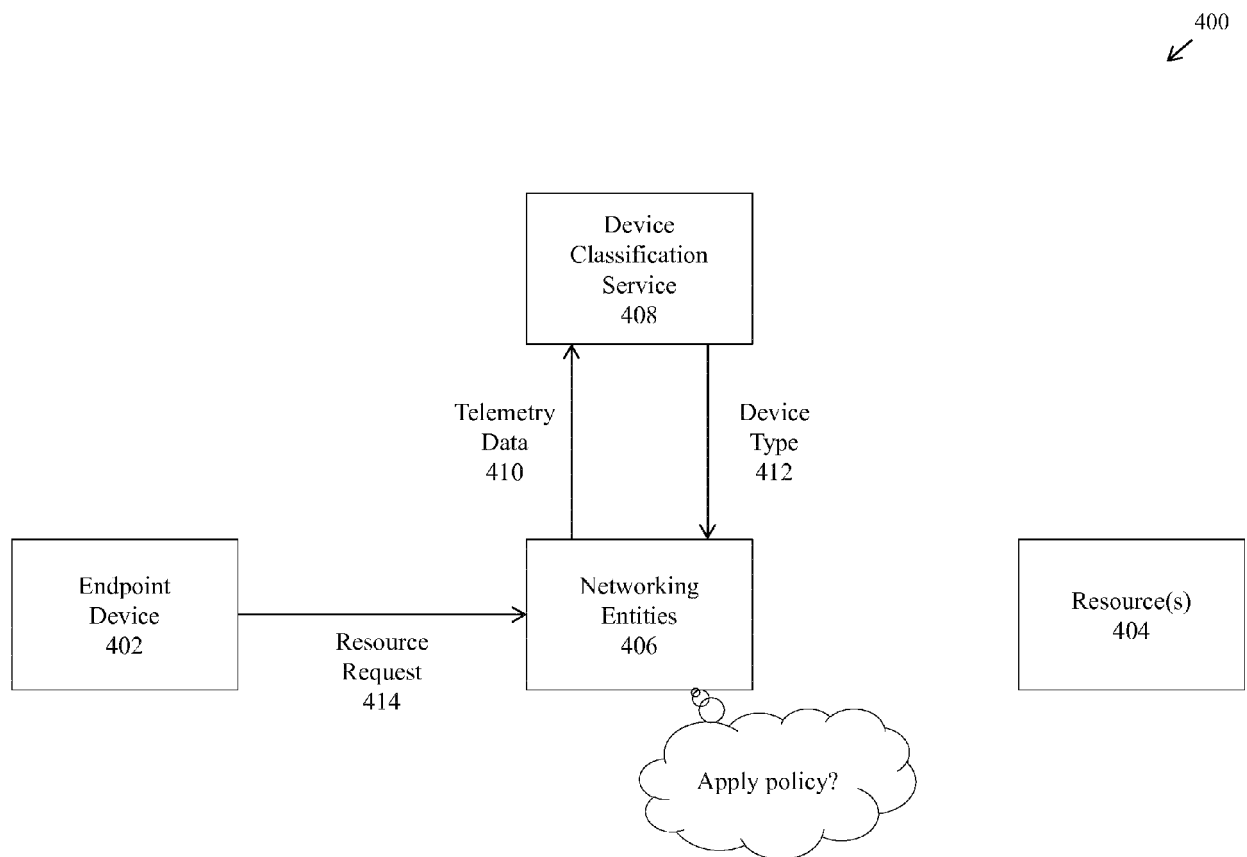 400
Device
Classification
Service
408
Telemetry
Data
410
Device
Type
412
Endpoint
Device
402
Resource
Request
414
Networking
Entities
406
Resource(s)
404
Apply policy?